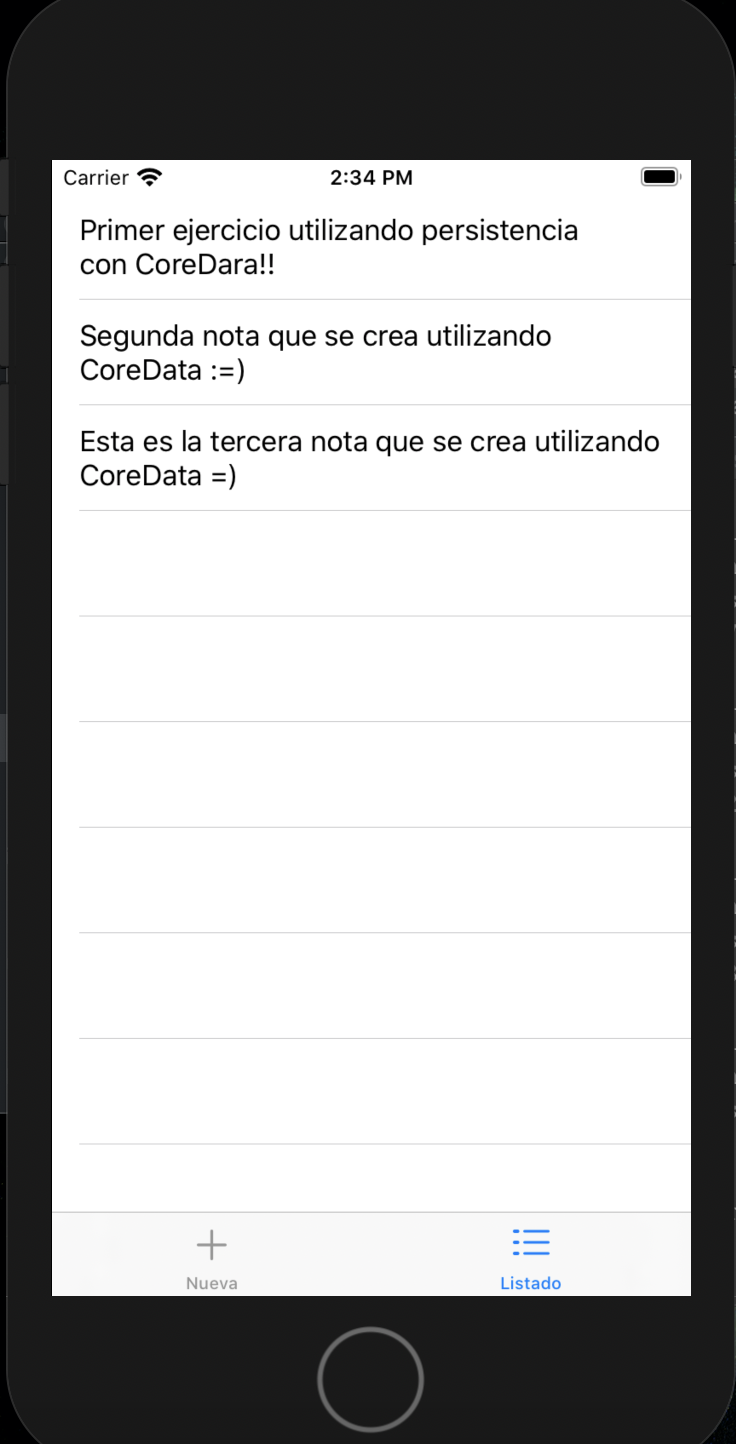 Carrier 2:34 PM
Primer ejercicio utilizando persistencia
con CoreDara!!
Segunda nota que se crea utilizando
CoreData :=)
Esta es la tercera nota que se crea utilizando
CoreData =)
Nueva Listado